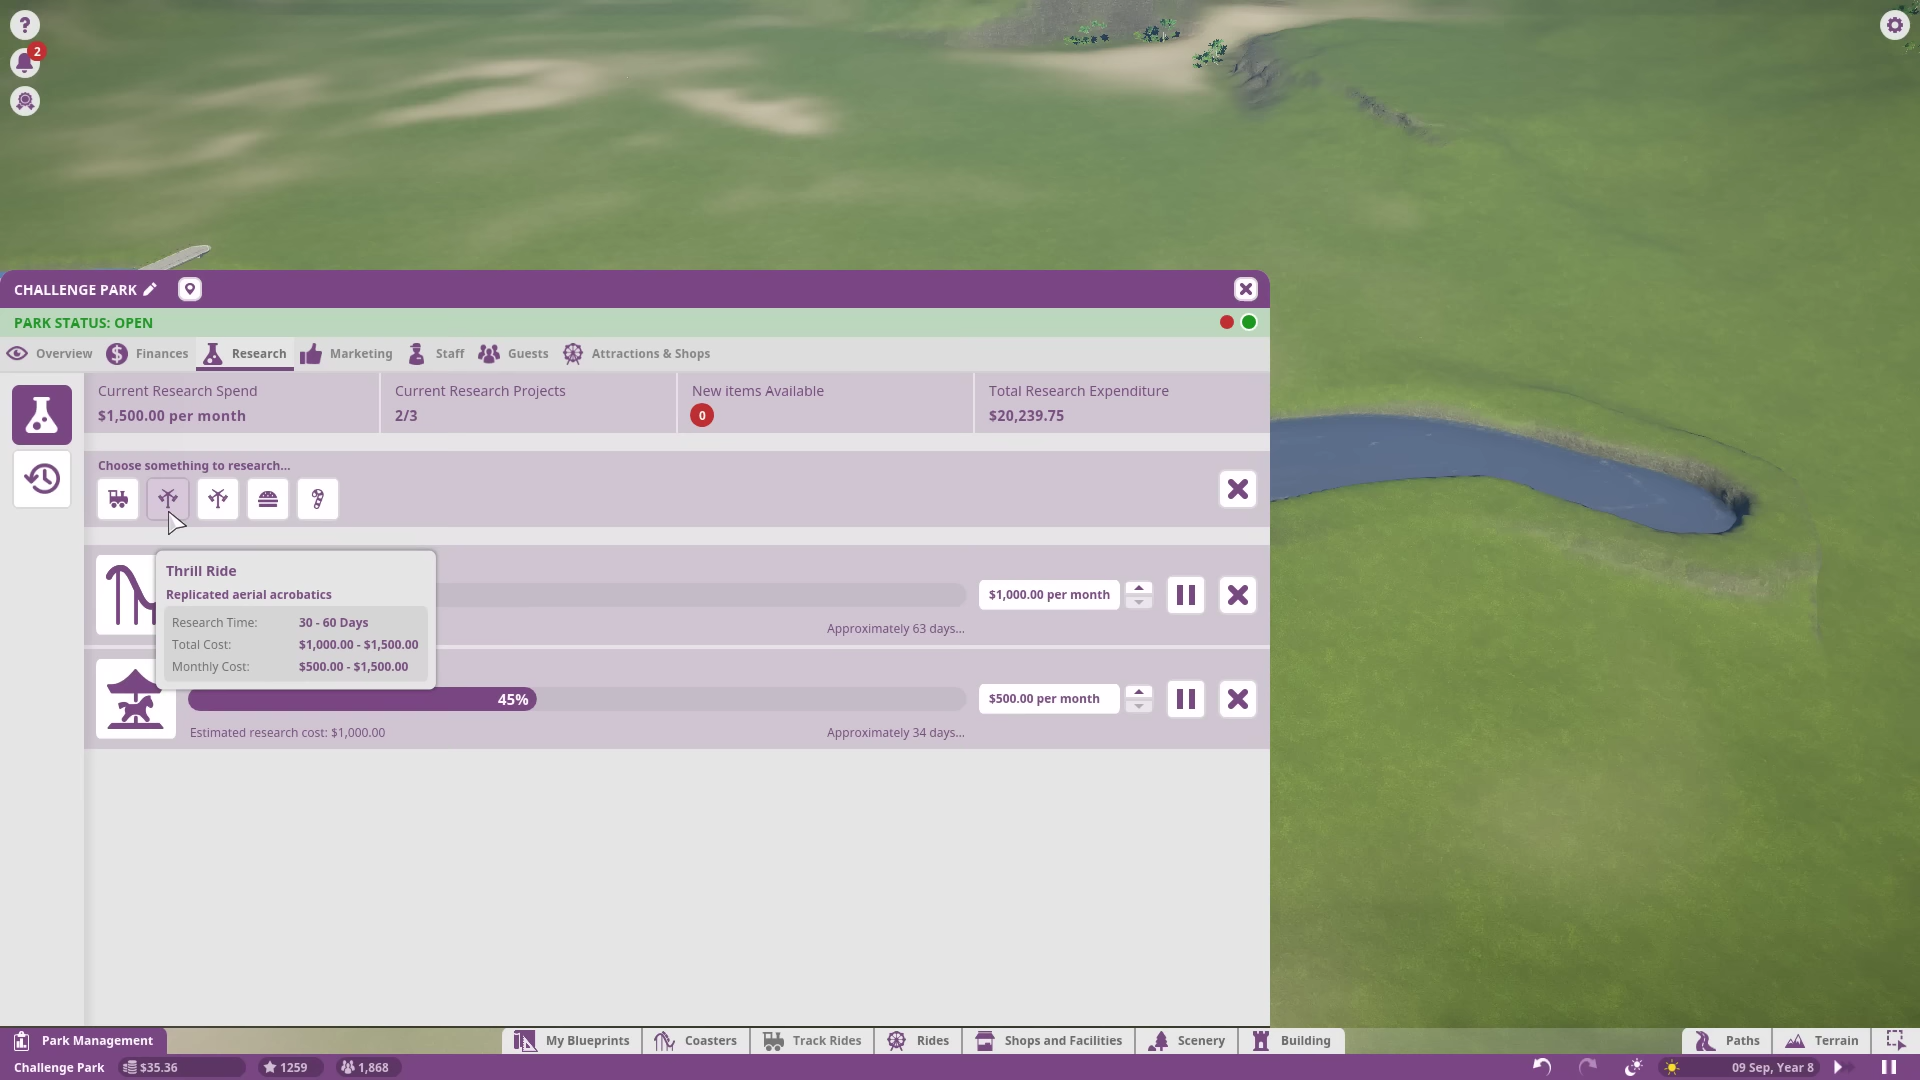 ?
2
CHALLENGE PARK
PARK STATUS: OPEN
Overview
Finances
Research
Marketing
Staff
Guests
Attractions & Shops
Current Research Spend
$1,500.00 per month
Current Research Projects
2/3
New items Available
0
Total Research Expenditure
$20,239.75
Choose something to research...
Thrill Ride
Replicated aerial acrobatics
Research Time: 30 - 60 Days
Total Cost: $1,000.00 - $1,500.00
Monthly Cost: $500.00 - $1,500.00
$1,000.00 per month
Approximately 63 days...
45%
$500.00 per month
Estimated research cost: $1,000.00
Approximately 34 days...
Park Management
My Blueprints
Coasters
Track Rides
Rides
Shops and Facilities
Scenery
Building
Paths
Terrain
Challenge Park
$35.36
1259
1,868
09 Sep, Year 8